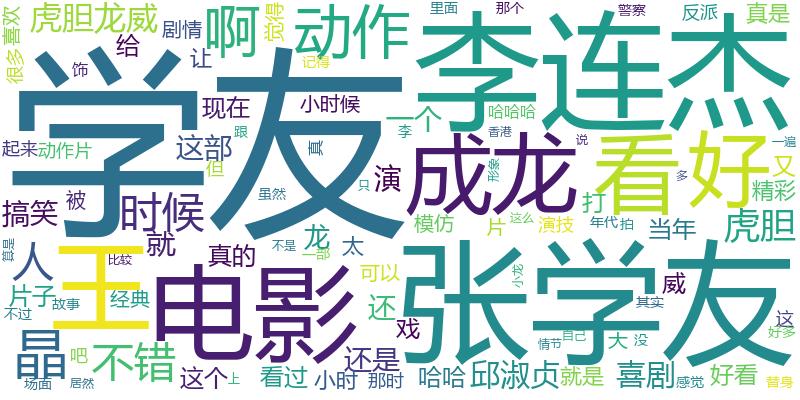 很多 喜欢 虎胆龙威 剧情 给 啊 觉得 动作 里面 那个 警察 反派 真是
饰 让 记得
学友 李连杰
现在 小时候 一个 哈哈哈
起来 动作片 这部 跟 真 李 香港 说 一遍
但 演 成龙 形象 看好 多 又
搞笑 被 时候 虽然 只 精彩
算是 就 模仿 片 这么 演技 打 年代 拍 当年 虎胆
人 王 比较 真的 龙 太 不是 一部
电影 张学友 小龙
片子 故事 经典 可以 威 其实
不过 还 戏 这
晶 吧 不错 还是 情节 自己 大 没 好多
场面 居然 这个 上 看过 小时 那时 哈哈 邱淑贞 就是 喜剧 感觉 好看 替身